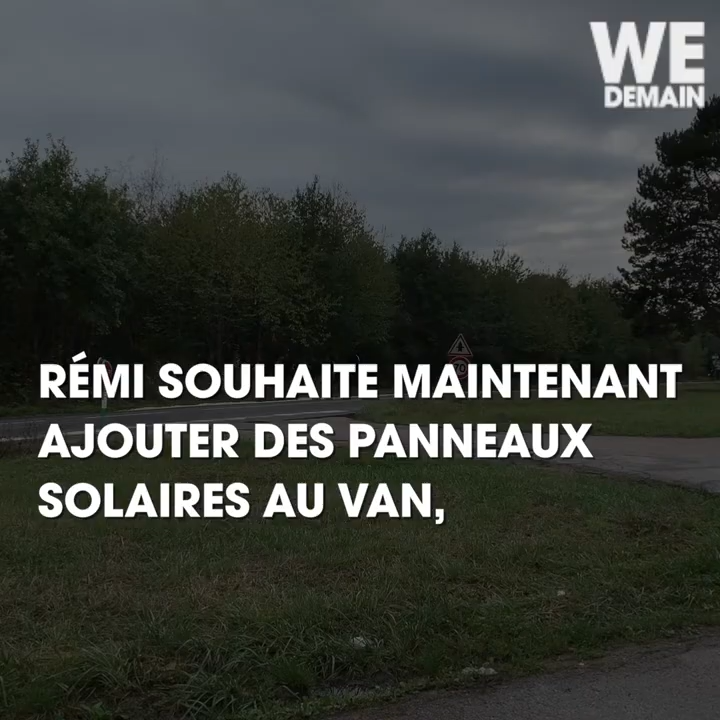 WE
DEMAIN
RÉMI SOUHAITE MAINTENANT
AJOUTER DES PANNEAUX
SOLAIRES AU VAN,